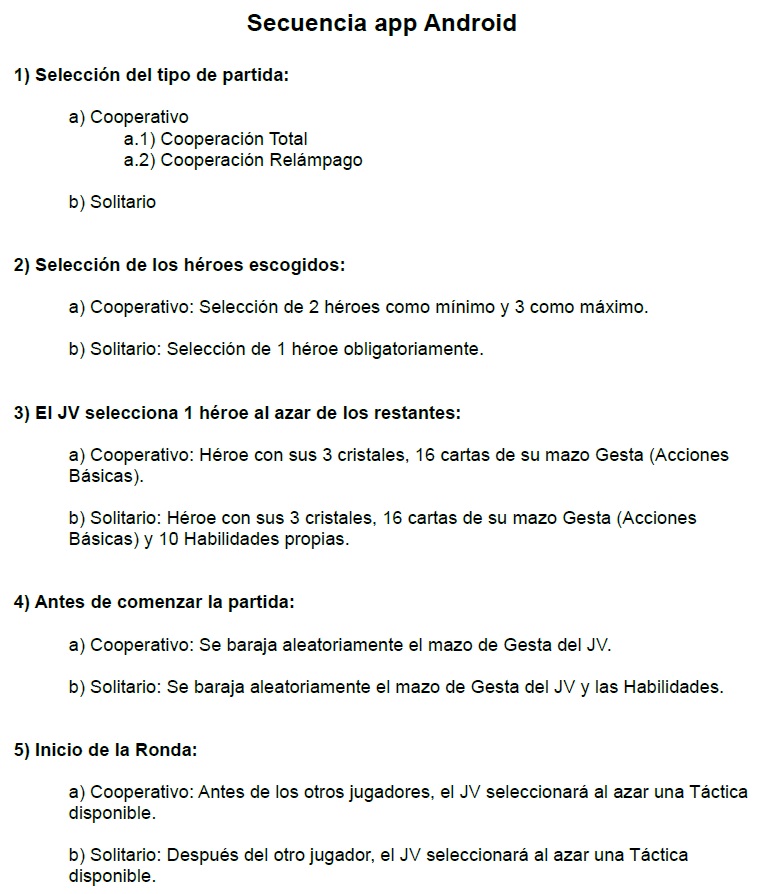 Secuencia app Android
1) Selección del tipo de partida:
a) Cooperativo
a.1) Cooperación Total
a.2) Cooperación Relámpago
b) Solitario
2) Selección de los héroes escogidos:
a) Cooperativo: Selección de 2 héroes como mínimo y 3 como máximo.
b) Solitario: Selección de 1 héroe obligatoriamente.
3) El JV selecciona 1 héroe al azar de los restantes:
a) Cooperativo: Héroe con sus 3 cristales, 16 cartas de su mazo Gesta (Acciones
Básicas).
b) Solitario: Héroe con sus 3 cristales, 16 cartas de su mazo Gesta (Acciones
Básicas) y 10 Habilidades propias.
4) Antes de comenzar la partida:
a) Cooperativo: Se baraja aleatoriamente el mazo de Gesta del JV.
b) Solitario: Se baraja aleatoriamente el mazo de Gesta del JV y las Habilidades.
5) Inicio de la Ronda:
a) Cooperativo: Antes de los otros jugadores, el JV seleccionará al azar una Táctica
disponible.
b) Solitario: Después del otro jugador, el JV seleccionará al azar una Táctica
disponible.